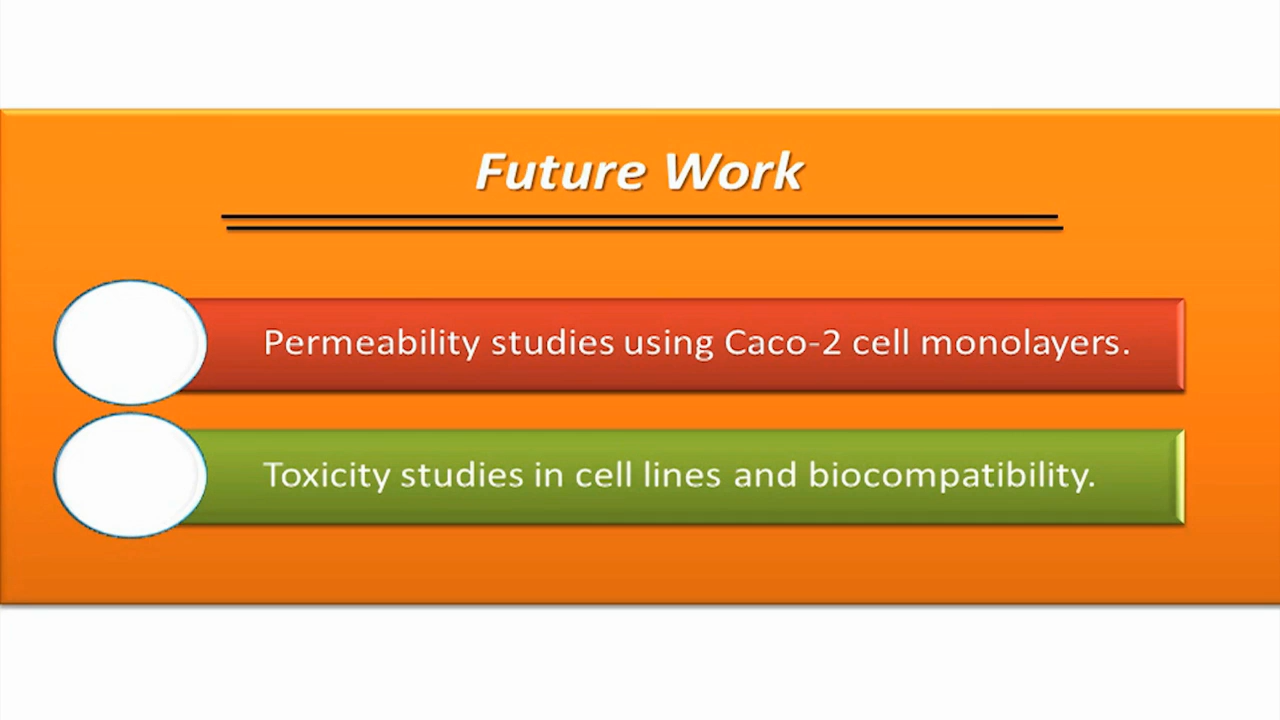 Future Work
Permeability studies using Caco-2 cell monolayers.
Toxicity studies in cell lines and biocompatibility.